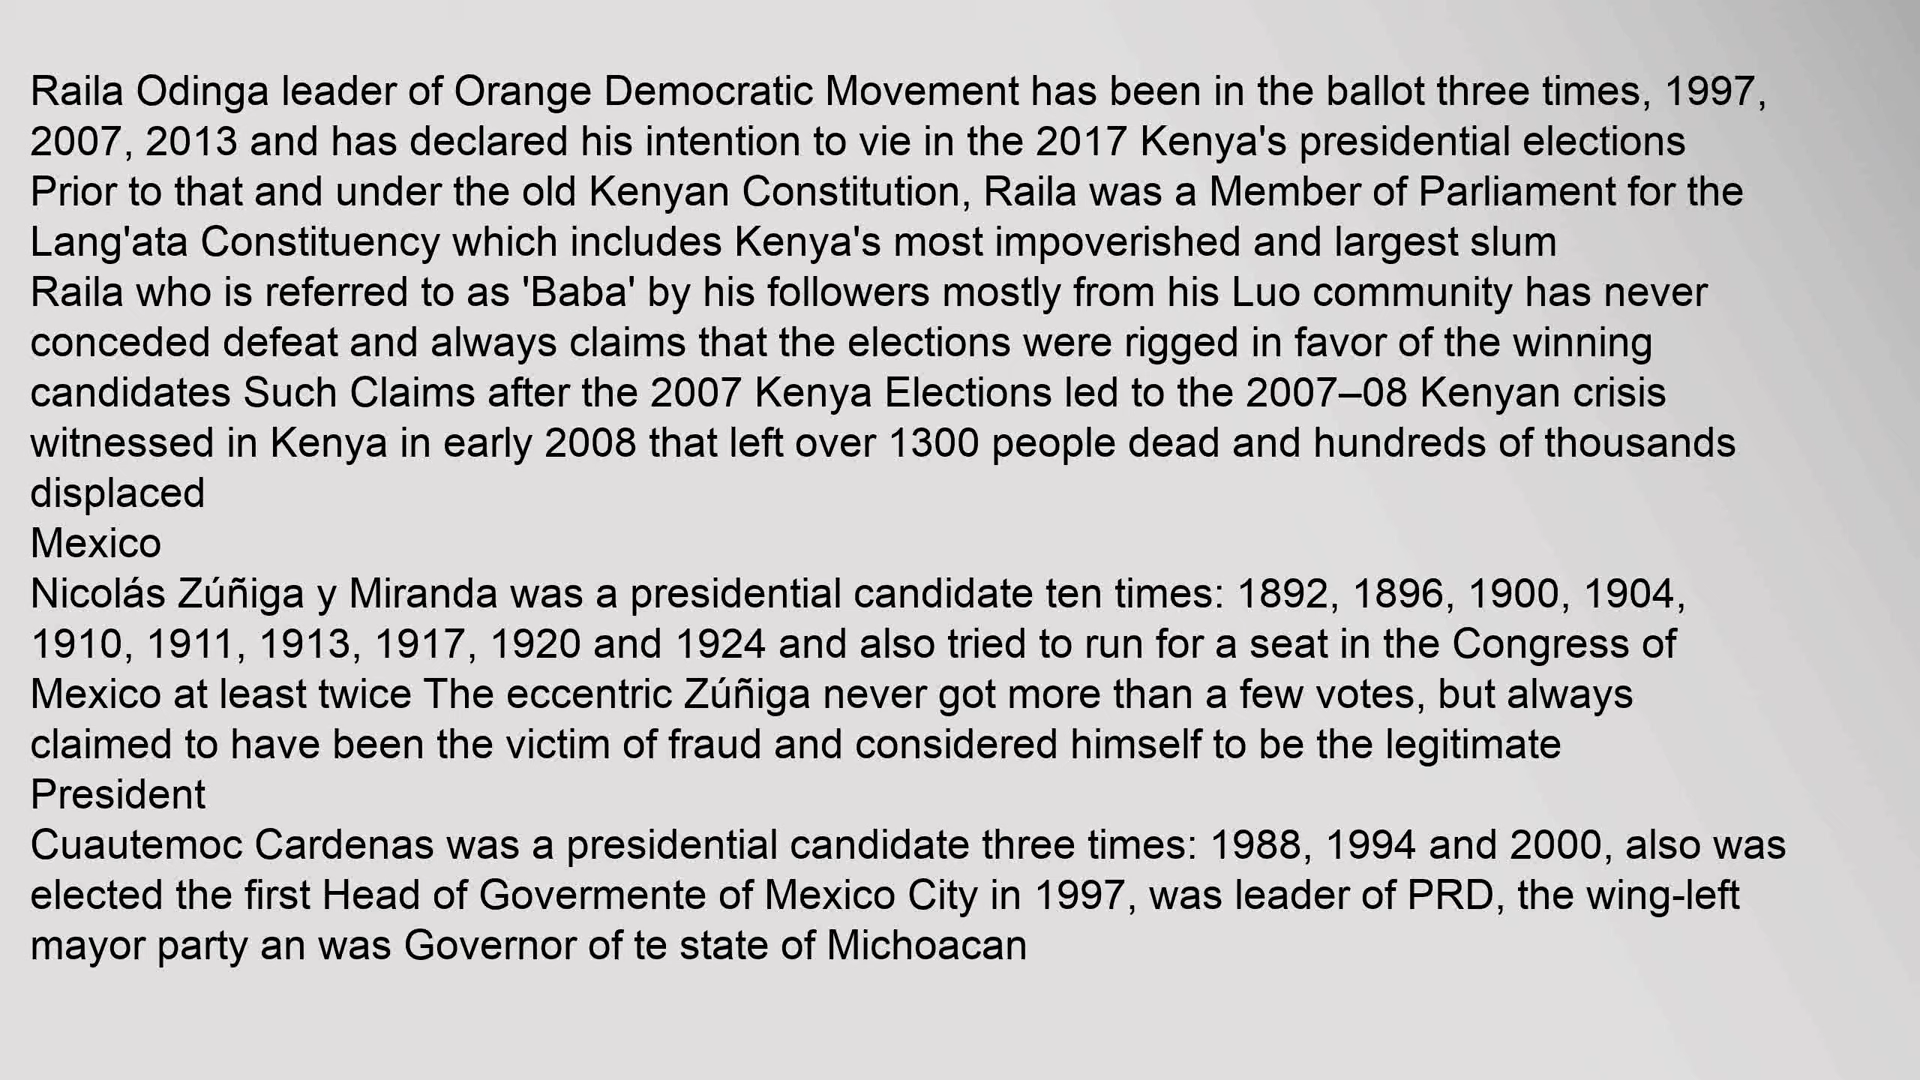 Raila Odinga leader of Orange Democratic Movement has been in the ballot three times, 1997,
2007, 2013 and has declared his intention to vie in the 2017 Kenya's presidential elections
Prior to that and under the old Kenyan Constitution, Raila was a Member of Parliament for the
Lang'ata Constituency which includes Kenya's most impoverished and largest slum
Raila who is referred to as 'Baba' by his followers mostly from his Luo community has never
conceded defeat and always claims that the elections were rigged in favor of the winning
candidates Such Claims after the 2007 Kenya Elections led to the 2007–08 Kenyan crisis
witnessed in Kenya in early 2008 that left over 1300 people dead and hundreds of thousands
displaced
Mexico
Nicolás Zúñiga y Miranda was a presidential candidate ten times: 1892, 1896, 1900, 1904,
1910, 1911, 1913, 1917, 1920 and 1924 and also tried to run for a seat in the Congress of
Mexico at least twice The eccentric Zúñiga never got more than a few votes, but always
claimed to have been the victim of fraud and considered himself to be the legitimate
President
Cuautemoc Cardenas was a presidential candidate three times: 1988, 1994 and 2000, also was
elected the first Head of Govermente of Mexico City in 1997, was leader of PRD, the wing-left
mayor party an was Governor of te state of Michoacan